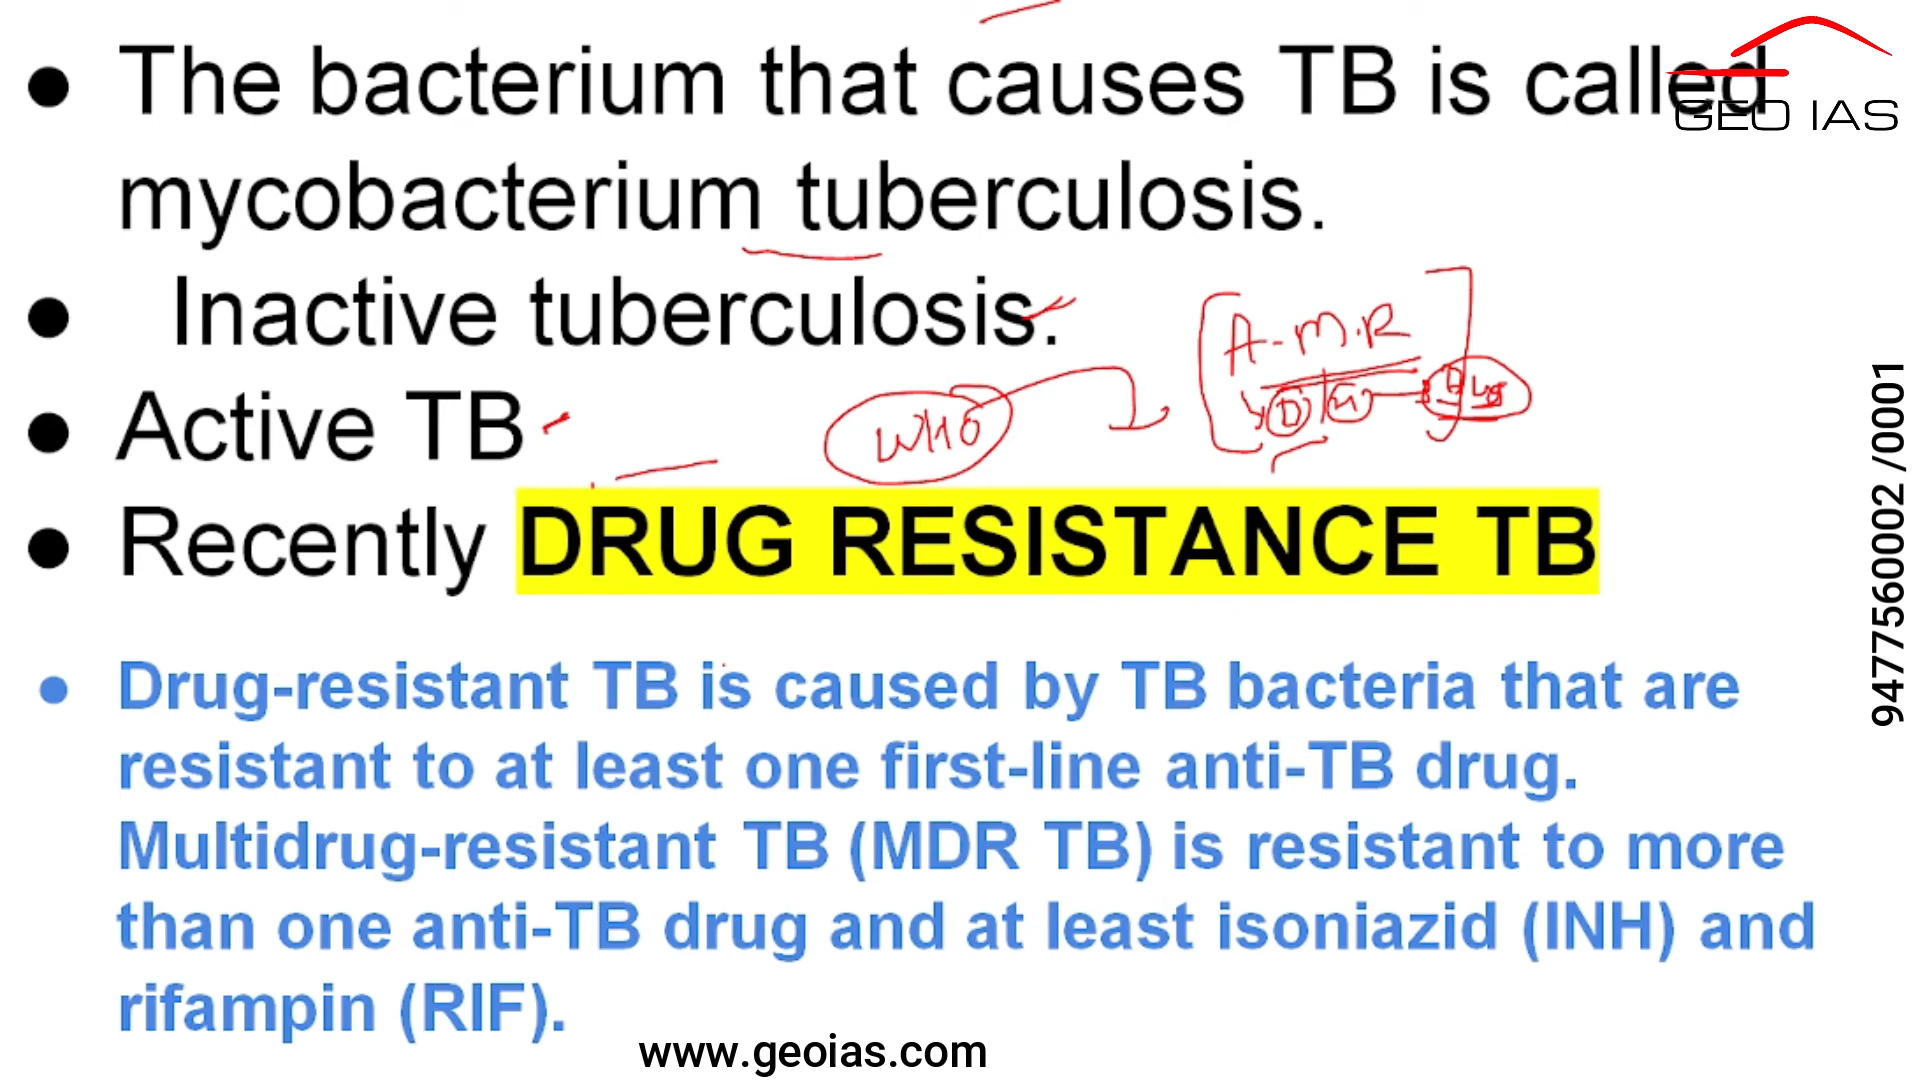 The bacterium that causes TB is called
GEO IAS
mycobacterium tuberculosis.
Inactive tuberculosis.
A-M.R
Active TB
WHO
Recently DRUG RESISTANCE TB
Drug-resistant TB is caused by TB bacteria that are
resistant to at least one first-line anti-TB drug.
Multidrug-resistant TB (MDR TB) is resistant to more
than one anti-TB drug and at least isoniazid (INH) and
rifampin (RIF).
www.geoias.com
9477560002 /0001